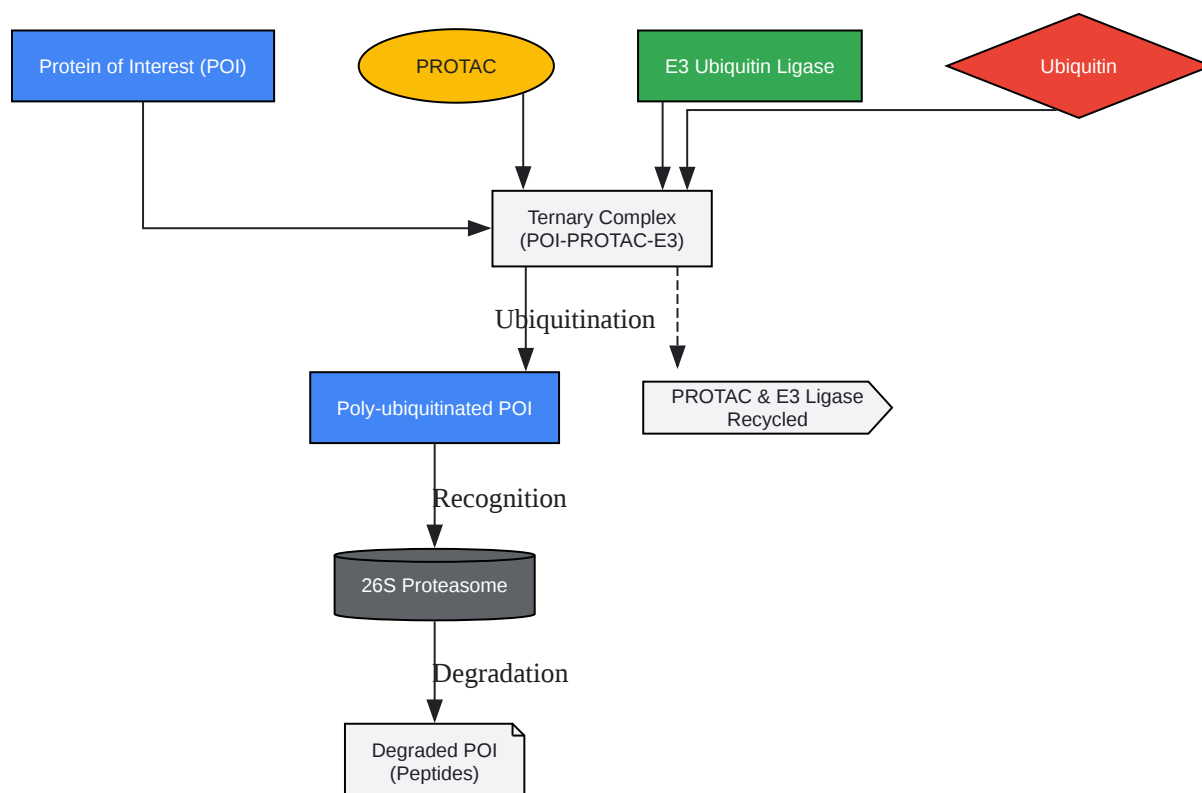 Protein of Interest (POI)
PROTAC
E3 Ubiquitin Ligase
Ubiquitin
Ternary Complex
(POI-PROTAC-E3)
Ubiquitination
Poly-ubiquitinated POI
PROTAC & E3 Ligase
Recycled
Recognition
26S Proteasome
Degradation
Degraded POI
(Peptides)